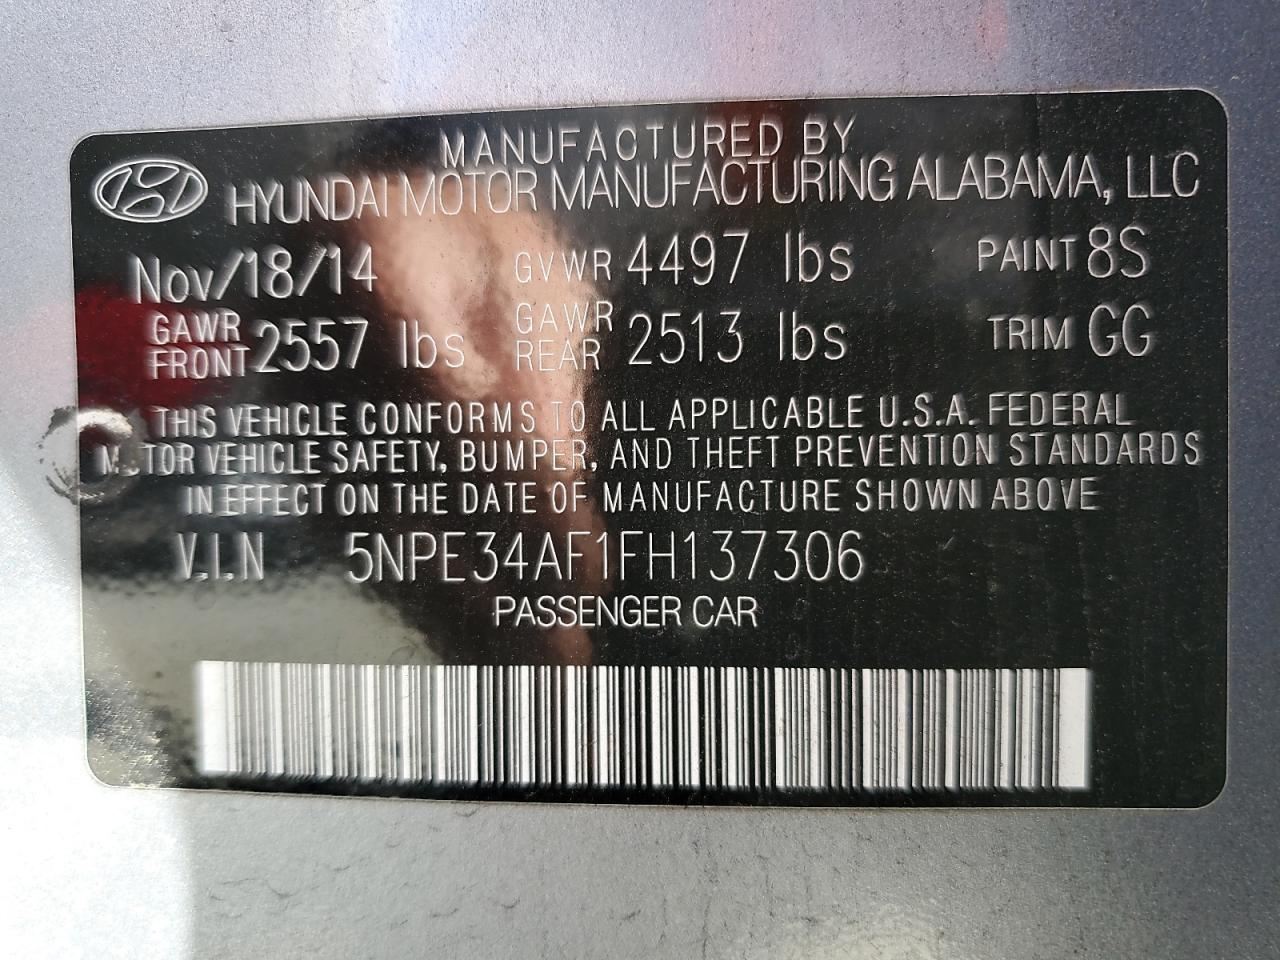 MANUFACTURED BY
HYUNDAI MOTOR MANUFACTURING ALABAMA, LLC
Nov/18/14 GVWR 4497 lbs PAINT 8S
GAWR FRONT 2557 lbs GAWR REAR 2513 lbs TRIM GG
THIS VEHICLE CONFORMS TO ALL APPLICABLE U.S.A. FEDERAL
MOTOR VEHICLE SAFETY, BUMPER, AND THEFT PREVENTION STANDARDS
IN EFFECT ON THE DATE OF MANUFACTURE SHOWN ABOVE
V.I.N 5NPE34AF1FH137306
PASSENGER CAR